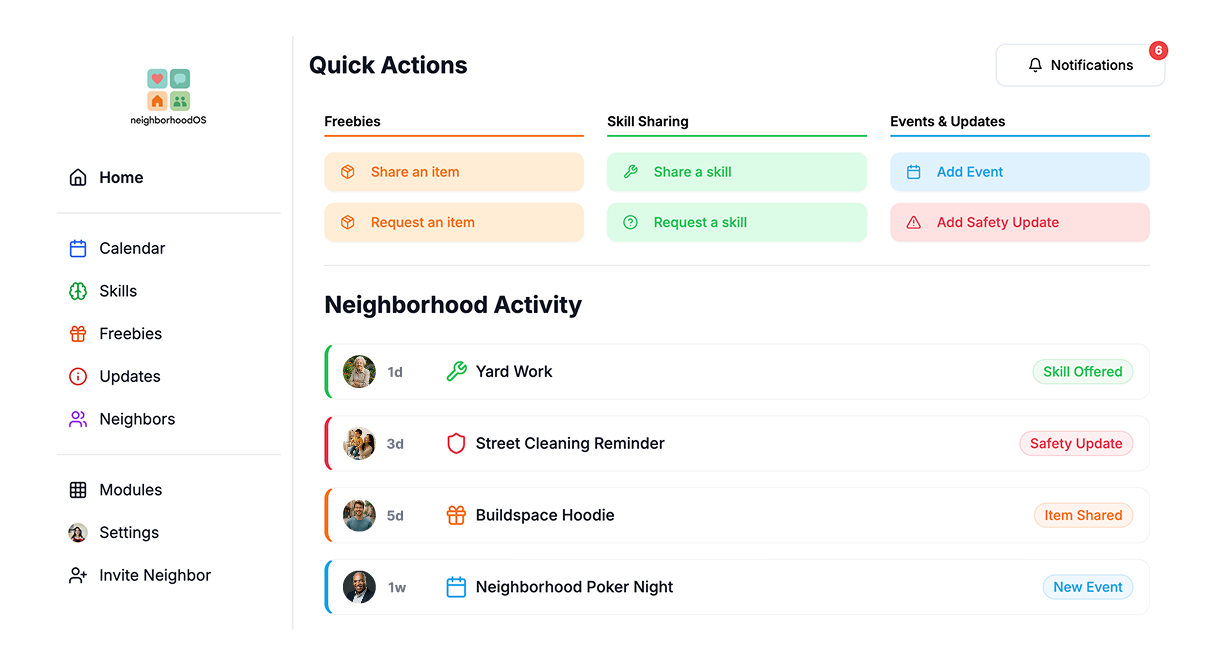 neighborhoodOS
Home
Calendar
Skills
Freebies
Updates
Neighbors
Modules
Settings
Invite Neighbor
Quick Actions
Notifications
6
Freebies
Share an item
Request an item
Skill Sharing
Share a skill
Request a skill
Events & Updates
Add Event
Add Safety Update
Neighborhood Activity
1d Yard Work Skill Offered
3d Street Cleaning Reminder Safety Update
5d Buildspace Hoodie Item Shared
1w Neighborhood Poker Night New Event